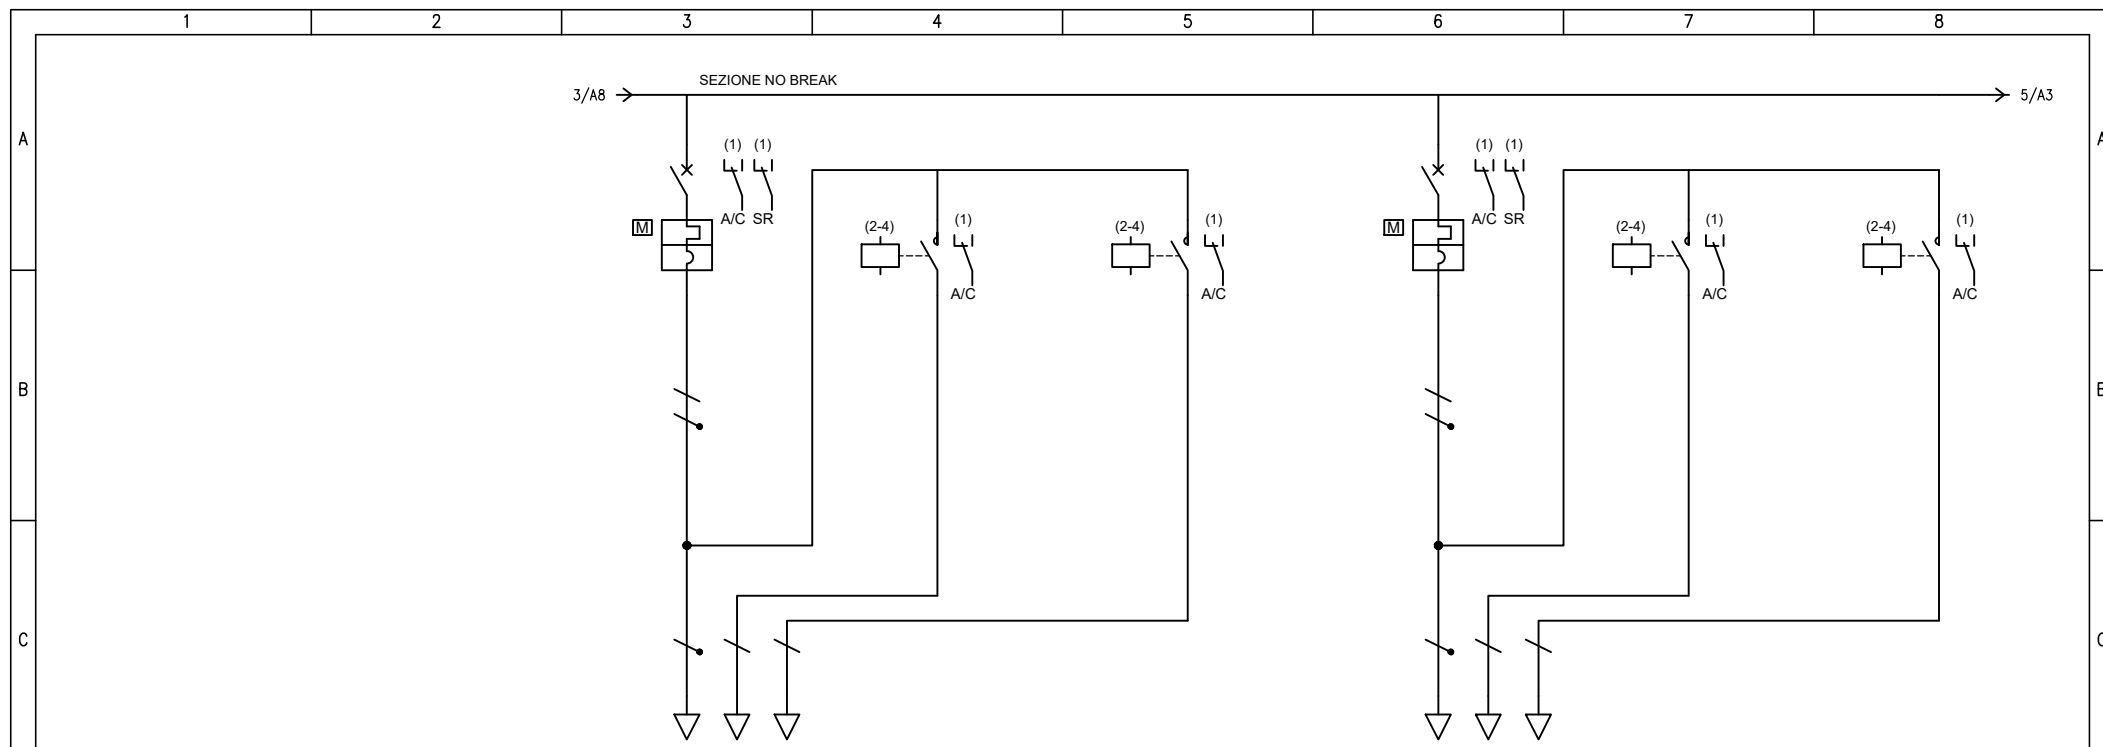 1 2 3 4 5 6 7 8
SEZIONE NO BREAK
3/A8 5/A3
A A
(1) (1) (1) (1)
A/C SR A/C SR
M (2-4) (1) (2-4) (1) M (2-4) (1) (2-4) (1)
A/C A/C A/C A/C
B B
C C